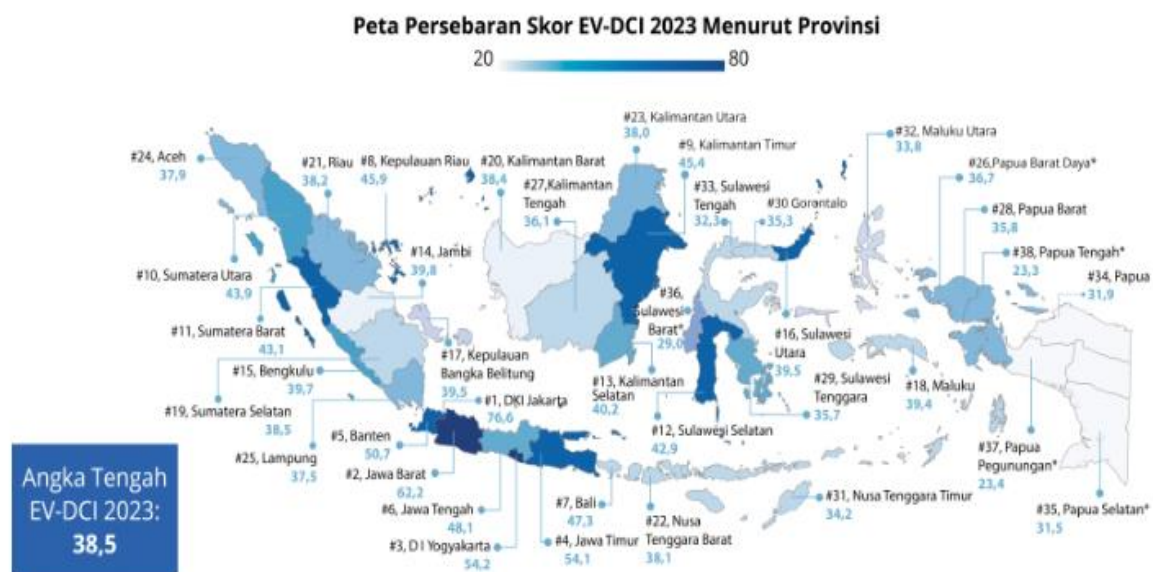 Peta Persebaran Skor EV-DCI 2023 Menurut Provinsi
20
80
#23, Kalimantan Utara
38,0
#9, Kalimantan Timur
45,4
#32, Maluku Utara
33,8
#24, Aceh
37,9
#21, Riau
38,2
#8, Kepulauan Riau
45,9
#20, Kalimantan Barat
38,4
#27,Kalimantan
Tengah
36,1
#33, Sulawesi
Tengah
32,3
#30 Gorontalo
35,3
#26,Papua Barat Daya*
36,7
#28, Papua Barat
35,8
#38, Papua Tengah*
23,3
#34, Papua
31,9
#10, Sumatera Utara
43,9
#14, Jambi
39,8
#36,
Sulawesi
Barat*
29,0
#11, Sumatera Barat
43,1
#15, Bengkulu
39,7
#19, Sumatera Selatan
38,5
#17, Kepulauan
Bangka Belitung
39,5
#13, Kalimantan
Selatan
40,2
#16, Sulawesi
Utara
39,5
#29, Sulawesi
Tenggara
35,7
#18, Maluku
39,4
#1, DKI Jakarta
76,6
#12, Sulawesi Selatan
42,9
#5, Banten
50,7
#25, Lampung
37,5
#2, Jawa Barat
62,2
#6, Jawa Tengah
48,1
#3, D I Yogyakarta
54,2
#7, Bali
47,3
#4, Jawa Timur
54,1
#22, Nusa
Tenggara Barat
38,1
#31, Nusa Tenggara Timur
34,2
#37, Papua
Pegunungan*
23,4
#35, Papua Selatan*
31,5
Angka Tengah
EV-DCI 2023:
38,5